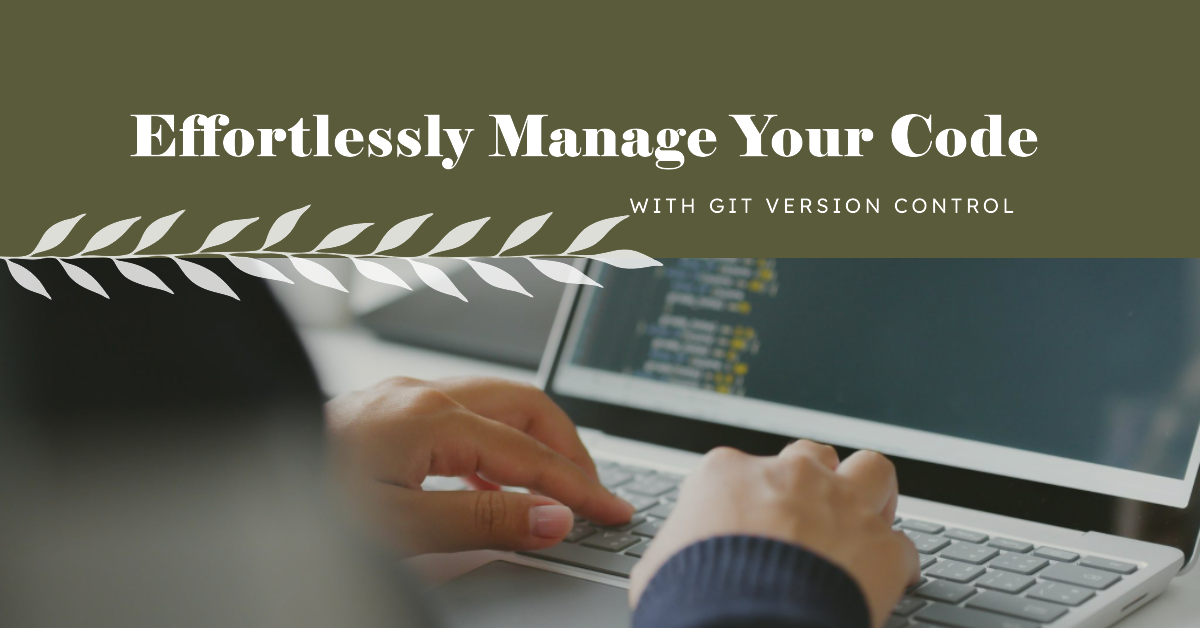 Effortlessly Manage Your Code
WITH GIT VERSION CONTROL